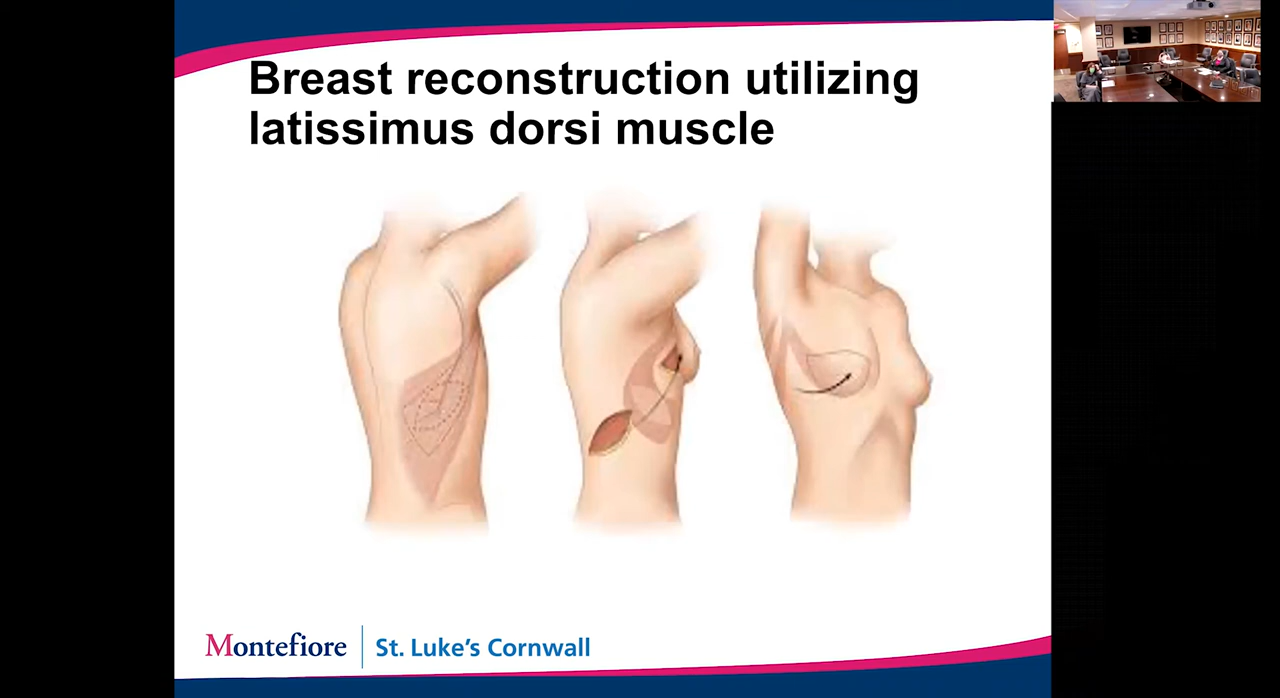 Breast reconstruction utilizing
latissimus dorsi muscle
Montefiore
St. Luke's Cornwall